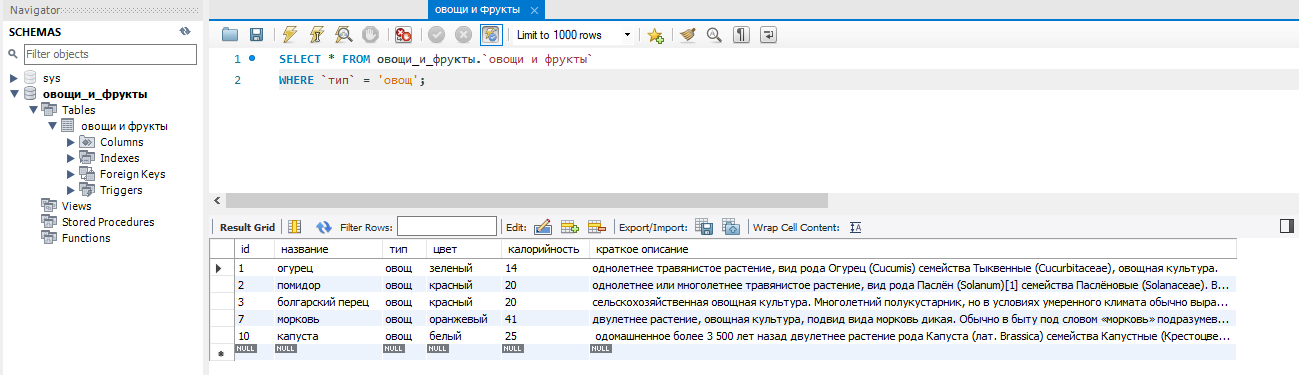 Navigator
овощи и фрукты
SCHEMAS
Filter objects
sys
овощи_и_фрукты
Tables
овощи и фрукты
Columns
Indexes
Foreign Keys
Triggers
Views
Stored Procedures
Functions
Limit to 1000 rows
1 SELECT * FROM овощи_и_фрукты.`овощи и фрукты`
2 WHERE `тип` = 'овощ';
Result Grid Filter Rows: Edit: Export/Import: Wrap Cell Content: IA
id название тип цвет калорийность краткое описание
1 огурец овощ зеленый 14 однолетнее травянистое растение, вид рода Огурец (Cucumis) семейства Тыквенные (Cucurbitaceae), овощная культура.
2 помидор овощ красный 20 однолетнее или многолетнее травянистое растение, вид рода Паслён (Solanum)[1] семейства Паслёновые (Solanaceae). В...
3 болгарский перец овощ красный 20 сельскохозяйственная овощная культура. Многолетний полукустарник, но в условиях умеренного климата обычно выра...
7 морковь овощ оранжевый 41 двулетнее растение, овощная культура, подвид вида морковь дикая. Обычно в быту под словом «морковь» подразумев...
10 капуста овощ белый 25 одомашненное более 3 500 лет назад двулетнее растение рода Капуста (лат. Brassica) семейства Капустные (Крестоцве...
NULL NULL NULL NULL NULL NULL